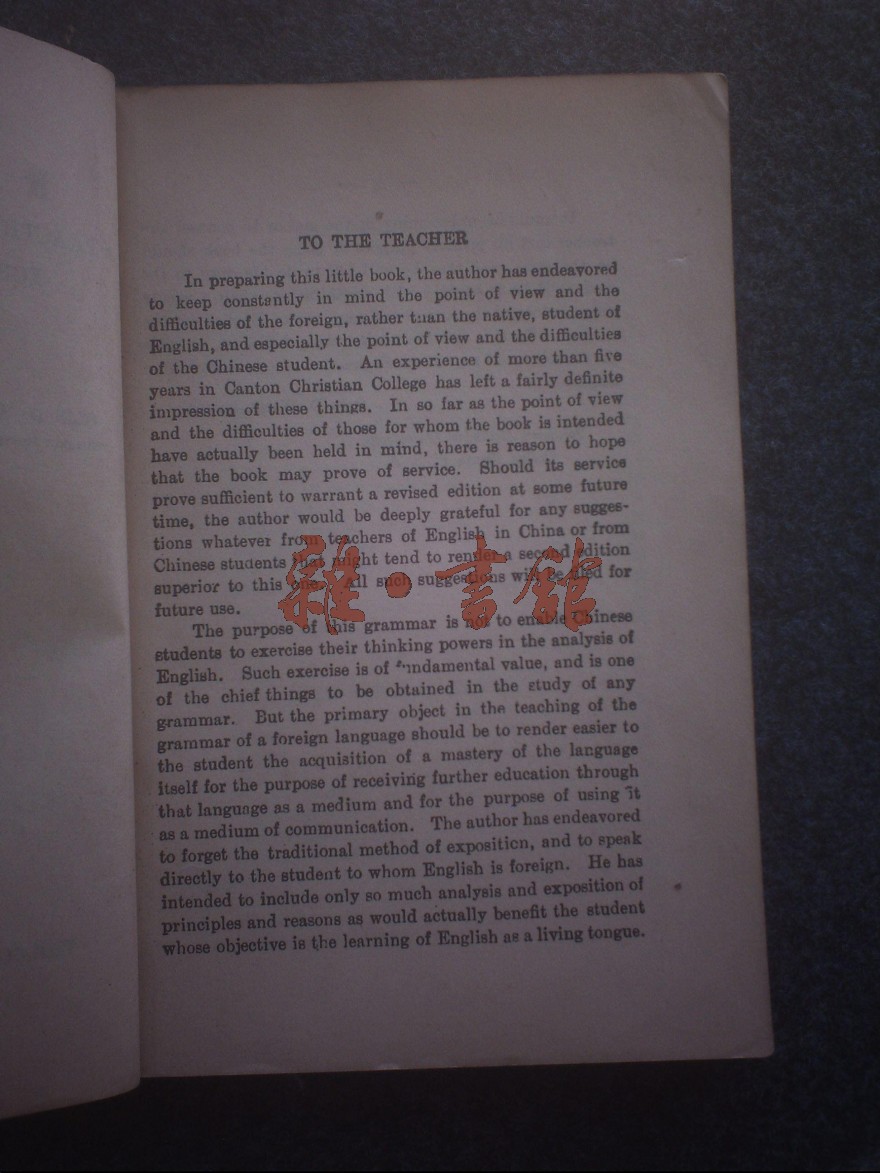 TO THE TEACHER
In preparing this little book, the author has endeavored
to keep constantly in mind the point of view and the
difficulties of the foreign, rather than the native, student of
English, and especially the point of view and the difficulties
of the Chinese student. An experience of more than five
years in Canton Christian College has left a fairly definite
impression of these things. In so far as the point of view
and the difficulties of those for whom the book is intended
have actually been held in mind, there is reason to hope
that the book may prove of service. Should its service
prove sufficient to warrant a revised edition at some future
time, the author would be deeply grateful for any sugges-
tions whatever from teachers of English in China or from
Chinese students that might tend to render a second edition
superior to this one. All such suggestions will be filed for
future use.
雜·書館
The purpose of this grammar is not to enable Chinese
students to exercise their thinking powers in the analysis of
English. Such exercise is of fundamental value, and is one
of the chief things to be obtained in the study of any
grammar. But the primary object in the teaching of the
grammar of a foreign language should be to render easier to
the student the acquisition of a mastery of the language
itself for the purpose of receiving further education through
that language as a medium and for the purpose of using it
as a medium of communication. The author has endeavored
to forget the traditional method of exposition, and to speak
directly to the student to whom English is foreign. He has
intended to include only so much analysis and exposition of
principles and reasons as would actually benefit the student
whose objective is the learning of English as a living tongue.